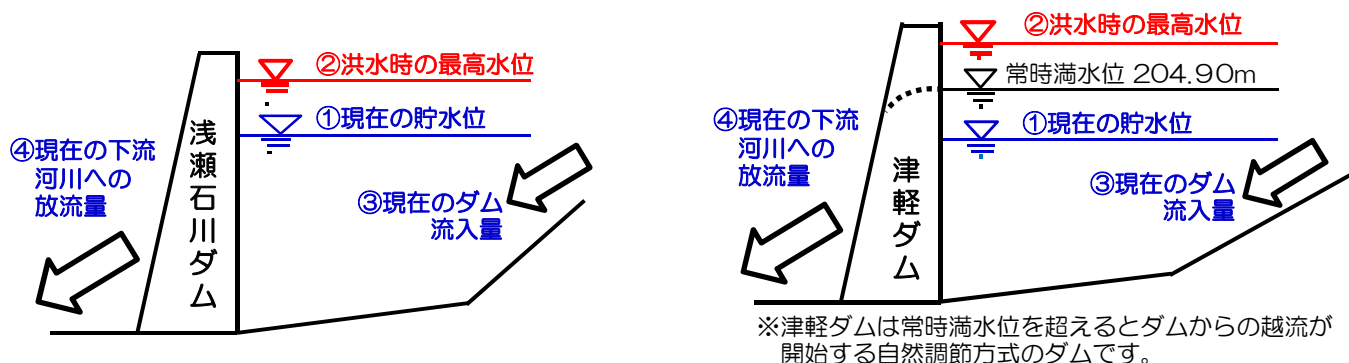 ②洪水時の最高水位
①現在の貯水位
④現在の下流
河川への
放流量
浅瀬石川ダム
③現在のダム
流入量
②洪水時の最高水位
常時満水位 204.90m
①現在の貯水位
④現在の下流
河川への
放流量
津軽ダム
③現在のダム
流入量
※津軽ダムは常時満水位を超えるとダムからの越流が
開始する自然調節方式のダムです。